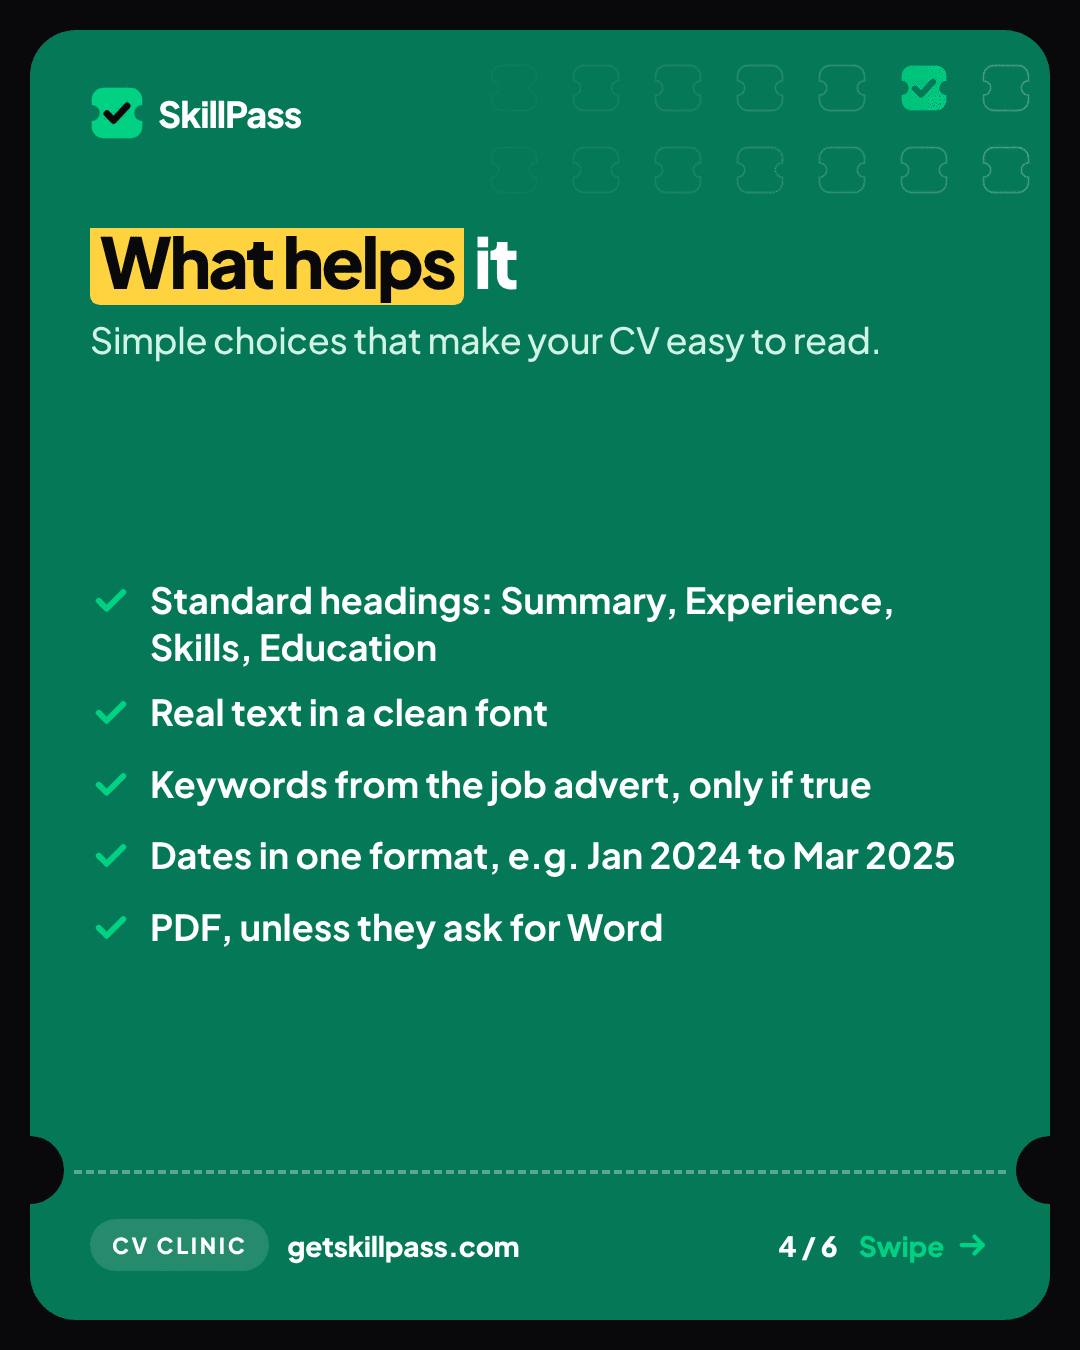 SkillPass
What helps it
Simple choices that make your CV easy to read.
Standard headings: Summary, Experience,
Skills, Education
Real text in a clean font
Keywords from the job advert, only if true
Dates in one format, e.g. Jan 2024 to Mar 2025
PDF, unless they ask for Word
CV CLINIC getskillpass.com 4 / 6 Swipe →